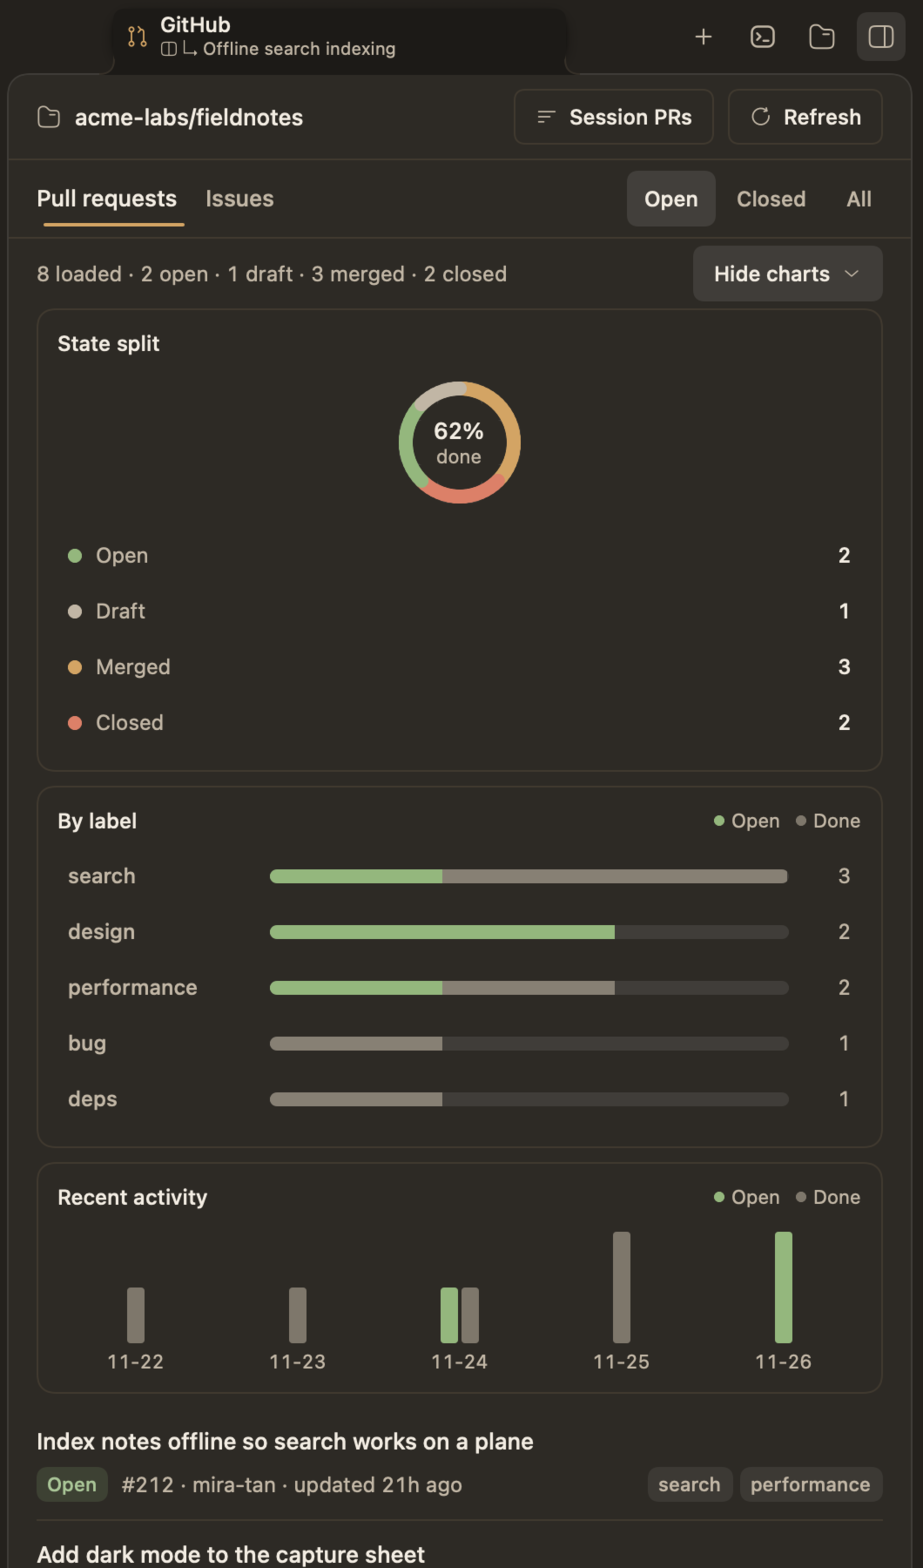 GitHub
Offline search indexing
acme-labs/fieldnotes
Session PRs
Refresh
Pull requests
Issues
Open
Closed
All
8 loaded · 2 open · 1 draft · 3 merged · 2 closed
Hide charts
State split
62%
done
Open 2
Draft 1
Merged 3
Closed 2
By label
Open
Done
search 3
design 2
performance 2
bug 1
deps 1
Recent activity
Open
Done
11-22
11-23
11-24
11-25
11-26
Index notes offline so search works on a plane
Open #212 · mira-tan · updated 21h ago
search
performance
Add dark mode to the capture sheet